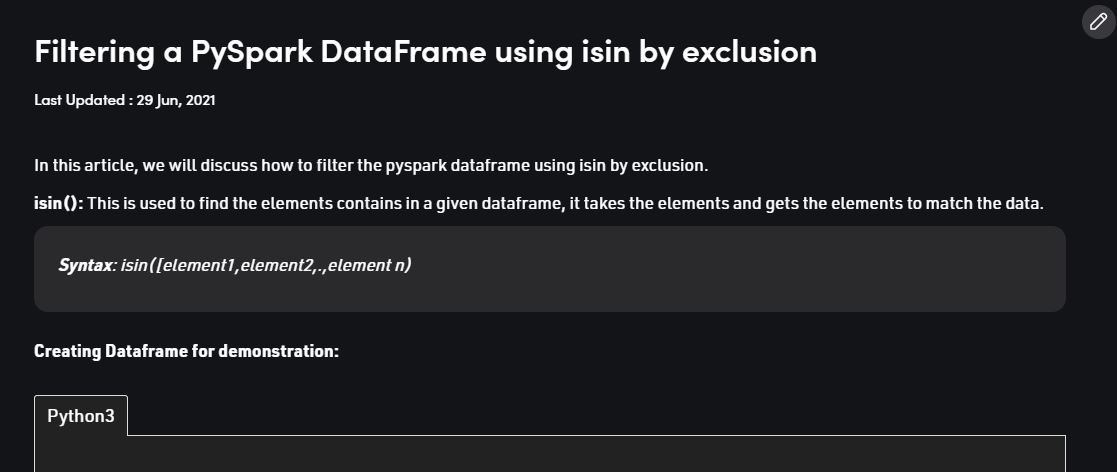 Filtering a PySpark DataFrame using isin by exclusion
Last Updated : 29 Jun, 2021
In this article, we will discuss how to filter the pyspark dataframe using isin by exclusion.
isin(): This is used to find the elements contains in a given dataframe, it takes the elements and gets the elements to match the data.
Syntax: isin([element1,element2,.,element n)
Creating Dataframe for demonstration:
Python3